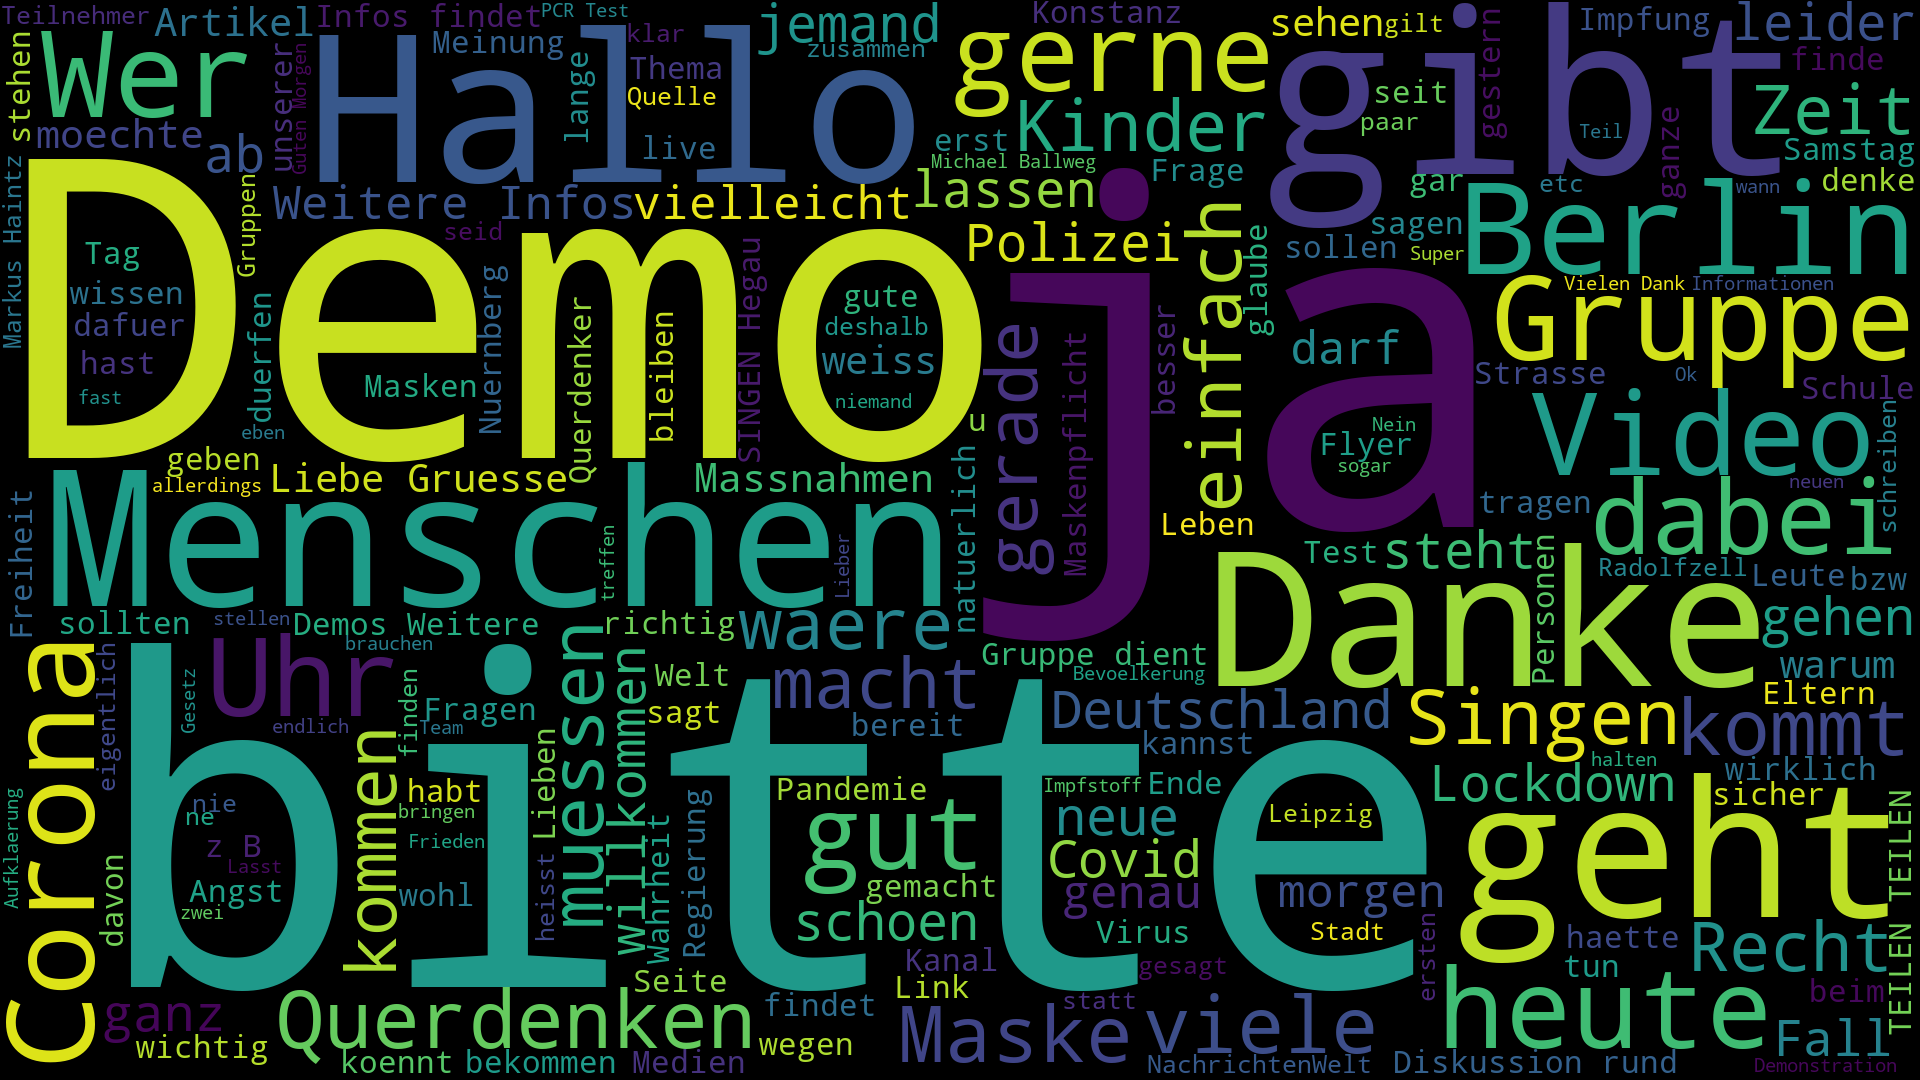 Teilnehmer
Artikel
Infos findet
PCR Test
jemand
Konstanz
sehen
gilt
Impfung
leider
stehen
Wer
unserer
Guten Morgen
Hallo
Meinung
klar
zusammen
gerne
gibt
gestern
finde
lange
Thema
Quelle
Kinder
seit
paar
Zeit
moechte
ab
live
erst
Teil
ganze
Samstag
Markus Haintz
Gruppen
Weitere Infos
vielleicht
Michael Ballweg
lassen
Frage
gar
etc
wann
denke
Demo
seid
Polizei
ja
einfach
glaube
sagen
sollen
Super
Berlin
Tag
wissen
dafuer
hast
fast
duerfen
eben
Masken
Nuernberg
Querdenker
bleiben
SINGEN Hegau
gute
deshalb
weiss
niemand
u
gerade
Maskenpflicht
besser
darf
Vielen Dank
Informationen
Gruppe
Strasse
Ok
Schule
Flyer
Nein
sogar
Video
schreiben
geben
allerdings
Liebe Gruesse
Massnahmen
natuerlich
Leben
tragen
neuen
dabei
Freiheit
Menschen
treffen
Lieber
Test
steht
Personen
Radolfzell
Leute
bzw
sollten
stellen
Demos
Weitere
brauchen
richtig
waere
Gruppe dient
Bevoelkerung
Danke
gehen
warum
Corona
eigentlich
Gesetz
Uhr
endlich
finden
Fragen
Team
muessen
willkommen
Welt
sagt
macht
bereit
Deutschland
kannst
Singen
Eltern
kommt
bitte
Aufklaerung
davon
nie
ne
z B
Lasst
Angst
zwei
kommen
habt
bringen
Frieden
wohl
Lieben
heisst
Wahrheit
Regierung
Pandemie
gut
gemacht
schoen
Impfstoff
Ende
neue
Covid
genau
Virus
gesagt
Leipzig
morgen
Stadt
ersten
Lockdown
halten
wirklich
sicher
geht
TEILEN TEILEN
haette
tun
Recht
beim
ganz
wichtig
Querdenken
koennt
bekommen
Medien
Seite
findet
wegen
Kanal
Link
Maske
statt
viele
NachrichtenWelt
Diskussion rund
heute
Fall
Demonstration